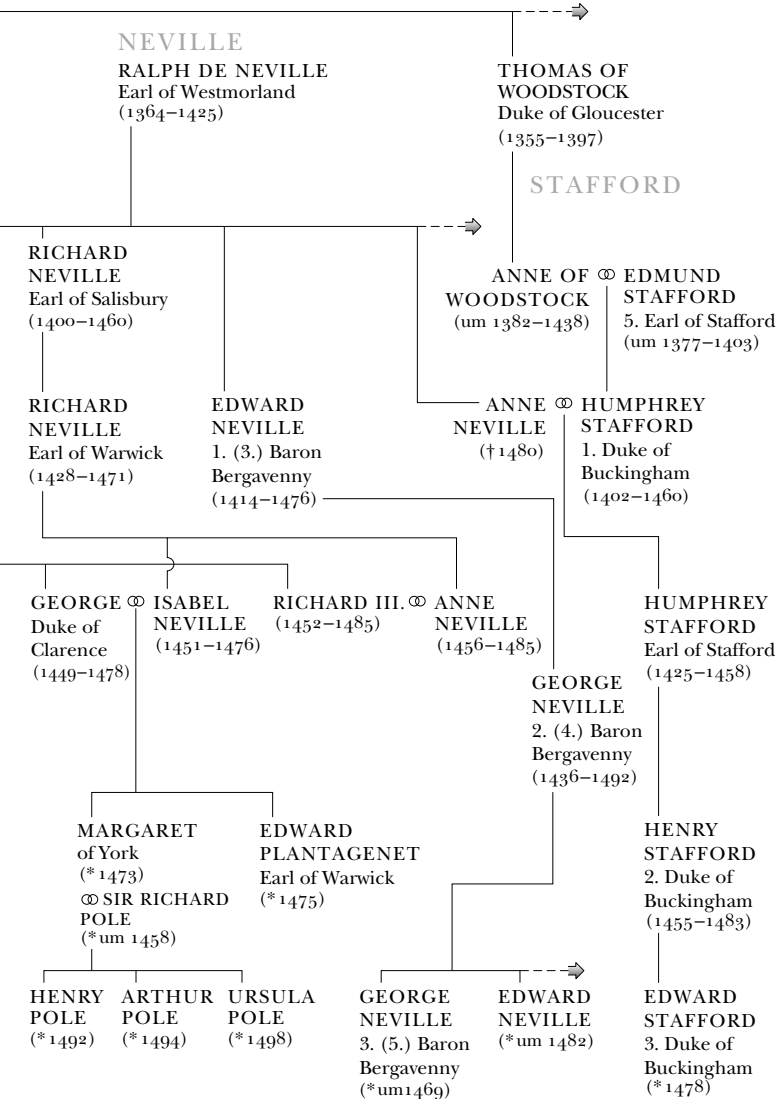 NEVILLE
RALPH DE NEVILLE
Earl of Westmorland
(1364–1425)
THOMAS OF
WOODSTOCK
Duke of Gloucester
(1355–1397)
STAFFORD
RICHARD
NEVILLE
Earl of Salisbury
(1400–1460)
ANNE OF
WOODSTOCK
(um 1382–1438)
⚭ EDMUND
STAFFORD
5. Earl of Stafford
(um 1377–1403)
RICHARD
NEVILLE
Earl of Warwick
(1428–1471)
EDWARD
NEVILLE
1. (3.) Baron
Bergavenny
(1414–1476)
ANNE
NEVILLE
(†1480)
⚭ HUMPHREY
STAFFORD
1. Duke of
Buckingham
(1402–1460)
GEORGE
Duke of
Clarence
(1449–1478)
⚭ ISABEL
NEVILLE
(1451–1476)
RICHARD III.
(1452–1485)
⚭ ANNE
NEVILLE
(1456–1485)
HUMPHREY
STAFFORD
Earl of Stafford
(1425–1458)
GEORGE
NEVILLE
2. (4.) Baron
Bergavenny
(1436–1492)
MARGARET
of York
(*1473)
⚭ SIR RICHARD
POLE
(*um 1458)
EDWARD
PLANTAGENET
Earl of Warwick
(*1475)
HENRY
STAFFORD
2. Duke of
Buckingham
(1455–1483)
HENRY
POLE
(*1492)
ARTHUR
POLE
(*1494)
URSULA
POLE
(*1498)
GEORGE
NEVILLE
3. (5.) Baron
Bergavenny
(*um1469)
EDWARD
NEVILLE
(*um 1482)
EDWARD
STAFFORD
3. Duke of
Buckingham
(*1478)